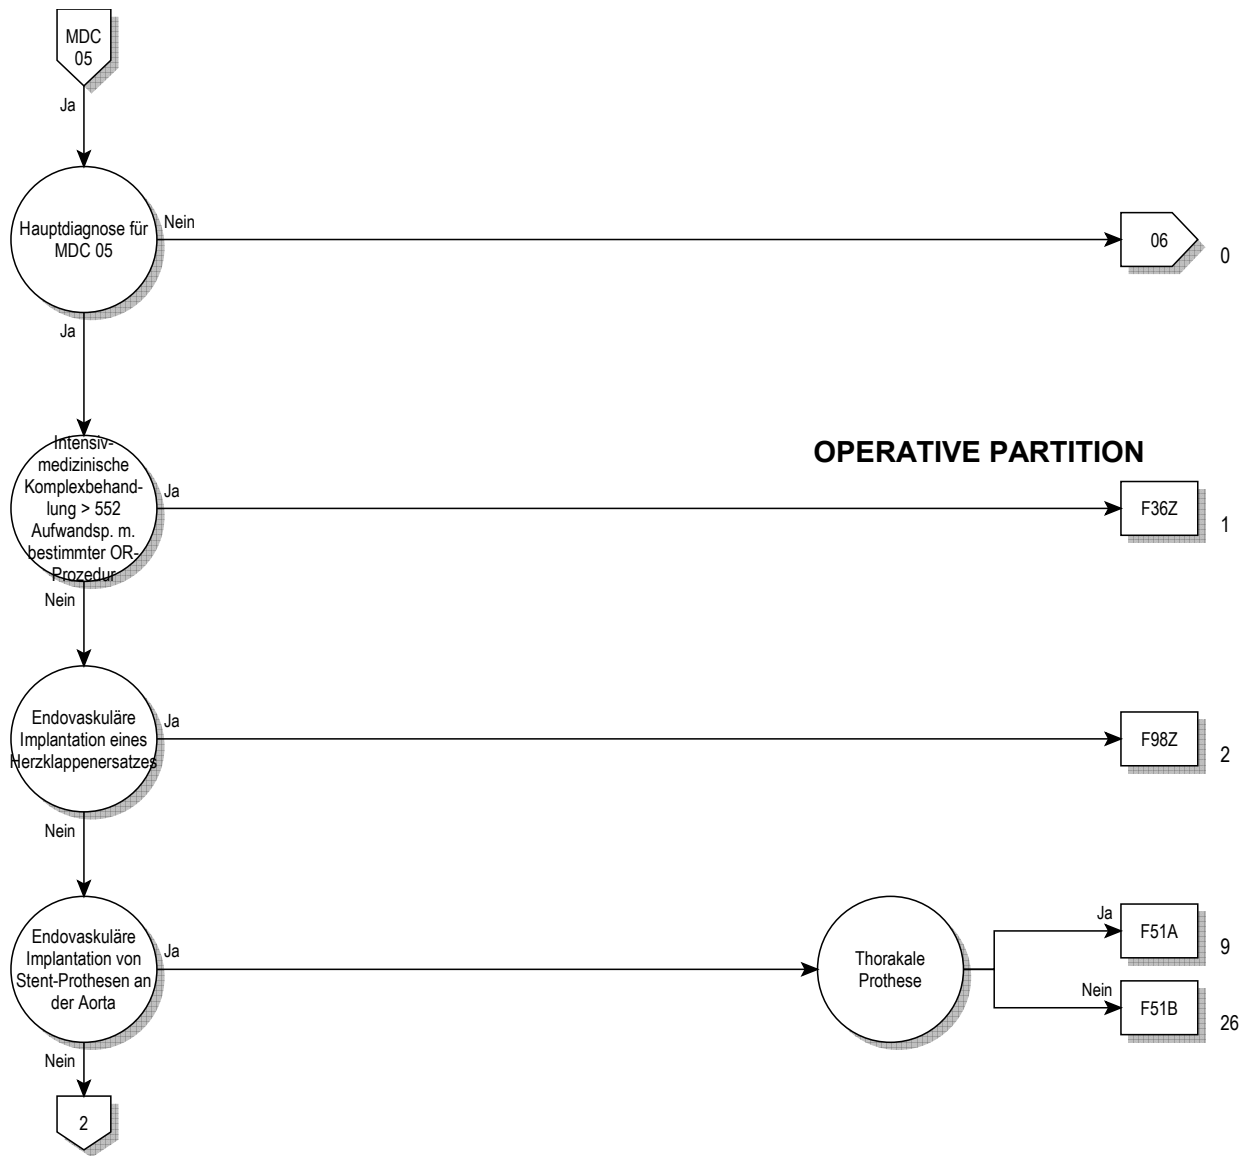 MDC
05
Ja
Hauptdiagnose für
MDC 05
Nein
06
0
Ja
OPERATIVE PARTITION
Intensiv-
medizinische
Komplexbehand-
lung > 552
Aufwandsp. m.
bestimmter OR-
Prozedur
Ja
F36Z
1
Nein
Endovaskuläre
Implantation eines
Herzklappenersatzes
Ja
F98Z
2
Nein
Endovaskuläre
Implantation von
Stent-Prothesen an
der Aorta
Ja
Thorakale
Prothese
Ja
F51A
9
Nein
F51B
26
Nein
2